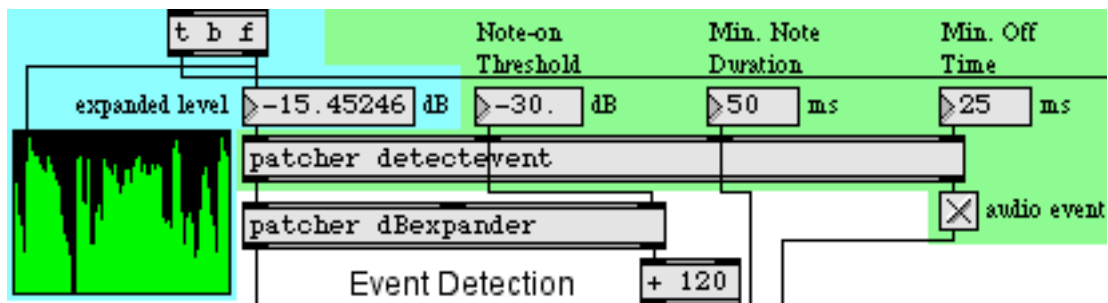 t b f
Note-on Threshold
Min. Note Duration
Min. Off Time
expanded level
-15.45246
dB
-30.
dB
50
ms
25
ms
patcher detectevent
audio event
patcher dBexpander
Event Detection
+ 120